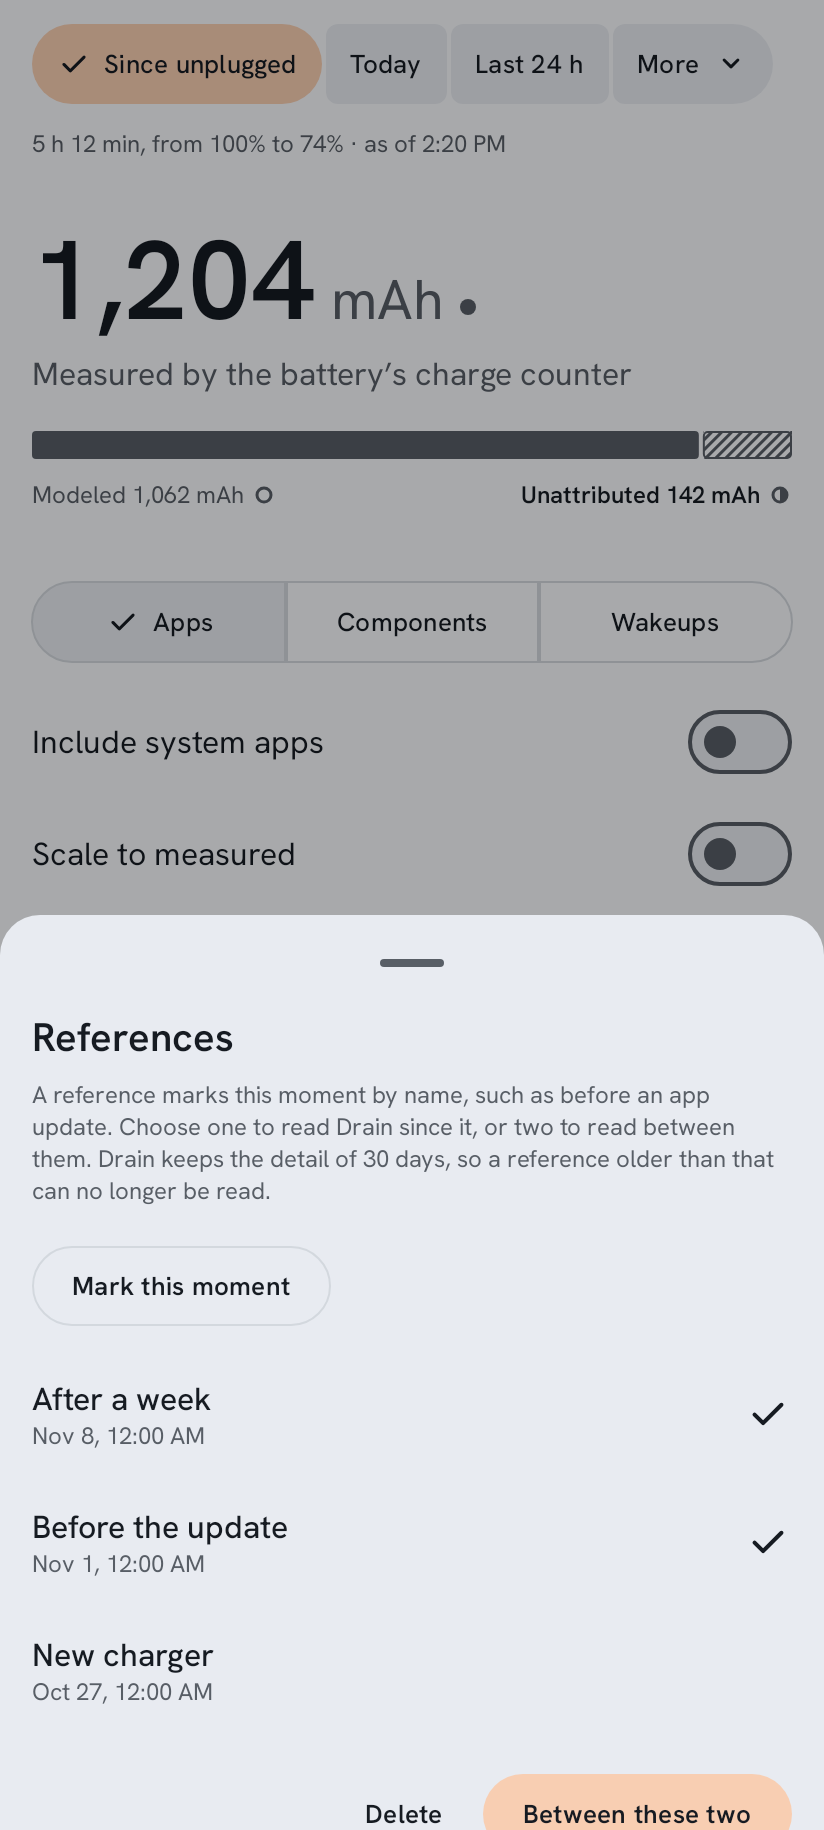 Since unplugged
Today
Last 24 h
More
5 h 12 min, from 100% to 74% · as of 2:20 PM
1,204 mAh
Measured by the battery’s charge counter
Modeled 1,062 mAh
Unattributed 142 mAh
Apps
Components
Wakeups
Include system apps
Scale to measured
References
A reference marks this moment by name, such as before an app
update. Choose one to read Drain since it, or two to read between
them. Drain keeps the detail of 30 days, so a reference older than that
can no longer be read.
Mark this moment
After a week
Nov 8, 12:00 AM
Before the update
Nov 1, 12:00 AM
New charger
Oct 27, 12:00 AM
Delete
Between these two